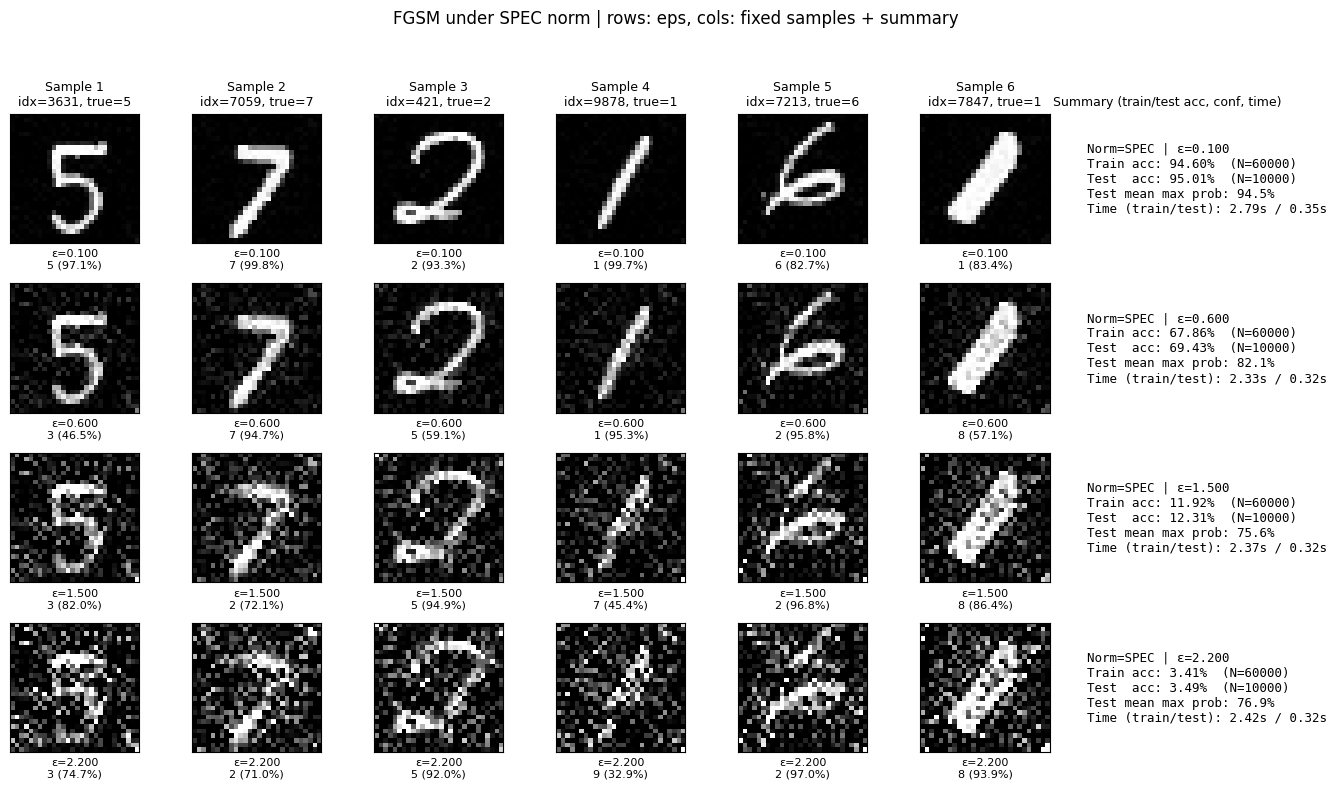 FGSM under SPEC norm | rows: eps, cols: fixed samples + summary
Sample 1
idx=3631, true=5
Sample 2
idx=7059, true=7
Sample 3
idx=421, true=2
Sample 4
idx=9878, true=1
Sample 5
idx=7213, true=6
Sample 6
idx=7847, true=1
Summary (train/test acc, conf, time)
ε=0.100
5 (97.1%)
ε=0.100
7 (99.8%)
ε=0.100
2 (93.3%)
ε=0.100
1 (99.7%)
ε=0.100
6 (82.7%)
ε=0.100
1 (83.4%)
Norm=SPEC | ε=0.100
Train acc: 94.60%  (N=60000)
Test  acc: 95.01%  (N=10000)
Test mean max prob: 94.5%
Time (train/test): 2.79s / 0.35s
ε=0.600
3 (46.5%)
ε=0.600
7 (94.7%)
ε=0.600
5 (59.1%)
ε=0.600
1 (95.3%)
ε=0.600
2 (95.8%)
ε=0.600
8 (57.1%)
Norm=SPEC | ε=0.600
Train acc: 67.86%  (N=60000)
Test  acc: 69.43%  (N=10000)
Test mean max prob: 82.1%
Time (train/test): 2.33s / 0.32s
ε=1.500
3 (82.0%)
ε=1.500
2 (72.1%)
ε=1.500
5 (94.9%)
ε=1.500
7 (45.4%)
ε=1.500
2 (96.8%)
ε=1.500
8 (86.4%)
Norm=SPEC | ε=1.500
Train acc: 11.92%  (N=60000)
Test  acc: 12.31%  (N=10000)
Test mean max prob: 75.6%
Time (train/test): 2.37s / 0.32s
ε=2.200
3 (74.7%)
ε=2.200
2 (71.0%)
ε=2.200
5 (92.0%)
ε=2.200
9 (32.9%)
ε=2.200
2 (97.0%)
ε=2.200
8 (93.9%)
Norm=SPEC | ε=2.200
Train acc: 3.41%  (N=60000)
Test  acc: 3.49%  (N=10000)
Test mean max prob: 76.9%
Time (train/test): 2.42s / 0.32s